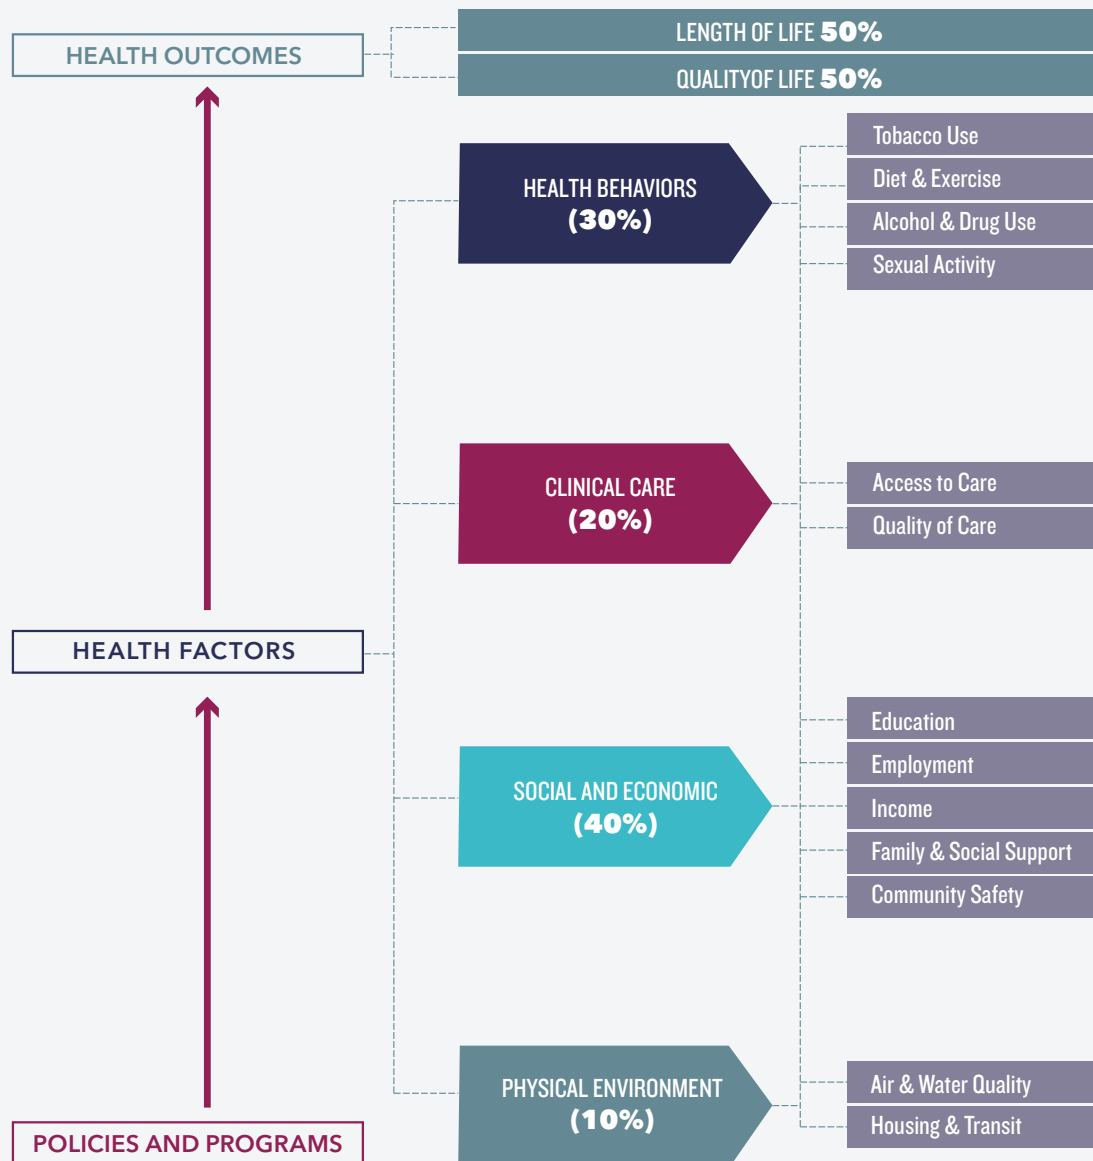 HEALTH OUTCOMES
LENGTH OF LIFE 50%
QUALITYOF LIFE 50%
HEALTH BEHAVIORS
(30%)
Tobacco Use
Diet & Exercise
Alcohol & Drug Use
Sexual Activity
CLINICAL CARE
(20%)
Access to Care
Quality of Care
HEALTH FACTORS
SOCIAL AND ECONOMIC
(40%)
Education
Employment
Income
Family & Social Support
Community Safety
PHYSICAL ENVIRONMENT
(10%)
Air & Water Quality
Housing & Transit
POLICIES AND PROGRAMS